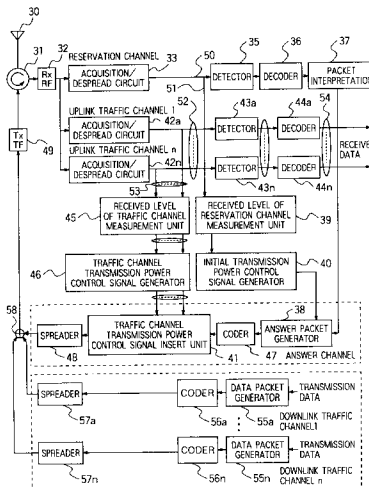 30
31
32
Rx
RF
RESERVATION CHANNEL
33
ACQUISITION/
DESPREAD CIRCUIT
50
51
35
DETECTOR
36
DECODER
37
PACKET
INTERPRETATION
UPLINK TRAFFIC CHANNEL 1
42a
ACQUISITION/
DESPREAD CIRCUIT
52
43a
DETECTOR
44a
DECODER
54
Tx
TF
49
UPLINK TRAFFIC CHANNEL n
42n
ACQUISITION/
DESPREAD CIRCUIT
DETECTOR
43n
DECODER
44n
RECEIVE
DATA
53
45
RECEIVED LEVEL
OF TRAFFIC CHANNEL
MEASUREMENT UNIT
RECEIVED LEVEL OF
RESERVATION CHANNEL
MEASUREMENT UNIT
39
46
TRAFFIC CHANNEL
TRANSMISSION POWER
CONTROL SIGNAL GENERATOR
INITIAL TRANSMISSION
POWER CONTROL
SIGNAL GENERATOR
40
58
SPREADER
48
TRAFFIC CHANNEL
TRANSMISSION POWER
CONTROL SIGNAL INSERT UNIT
41
CODER
47
38
ANSWER PACKET
GENERATOR
ANSWER CHANNEL
SPREADER
57a
CODER
56a
DATA PACKET
GENERATOR
55a
TRANSMISSION
DATA
DOWNLINK TRAFFIC
CHANNEL1
SPREADER
57n
CODER
56n
DATA PACKET
GENERATOR
55n
TRANSMISSION
DATA
DOWNLINK TRAFFIC
CHANNEL n